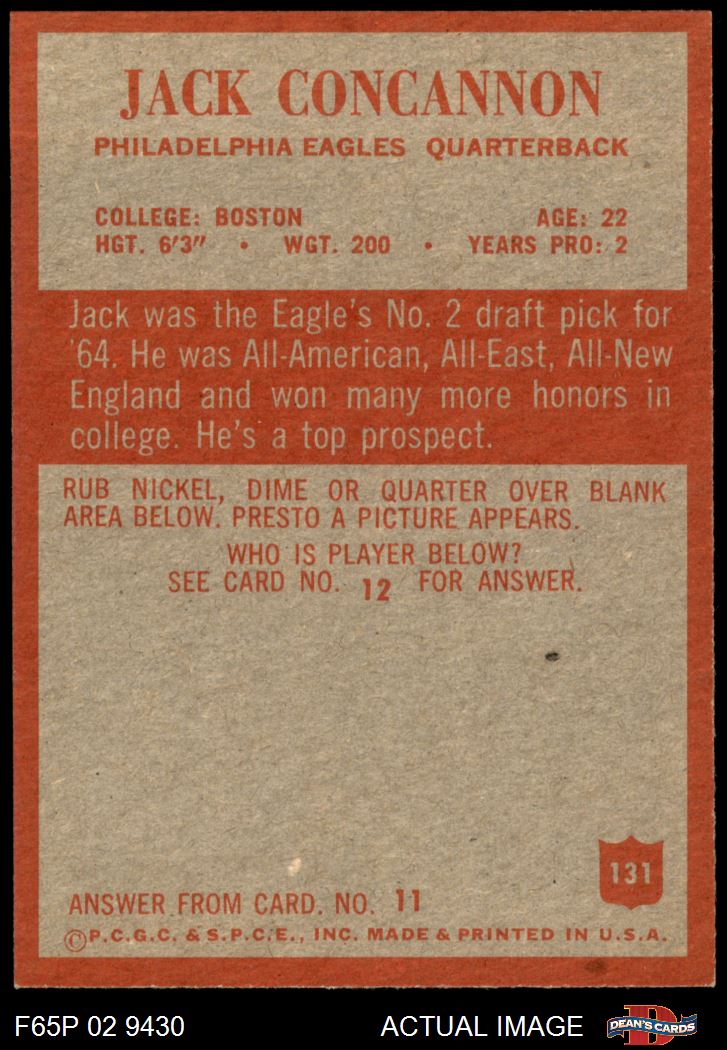 JACK CONCANNON
PHILADELPHIA EAGLES QUARTERBACK
COLLEGE: BOSTON AGE: 22
HGT. 6'3" • WGT. 200 • YEARS PRO: 2
Jack was the Eagle's No. 2 draft pick for
'64. He was All-American, All-East, All-New
England and won many more honors in
college. He's a top prospect.
RUB NICKEL, DIME OR QUARTER OVER BLANK
AREA BELOW. PRESTO A PICTURE APPEARS.
WHO IS PLAYER BELOW?
SEE CARD NO. 12 FOR ANSWER.
131
ANSWER FROM CARD. NO. 11
©P.C.G.C. & S.P.C.E., INC. MADE & PRINTED IN U.S.A.
F65P 02 9430 ACTUAL IMAGE D DEAN'S CARDS